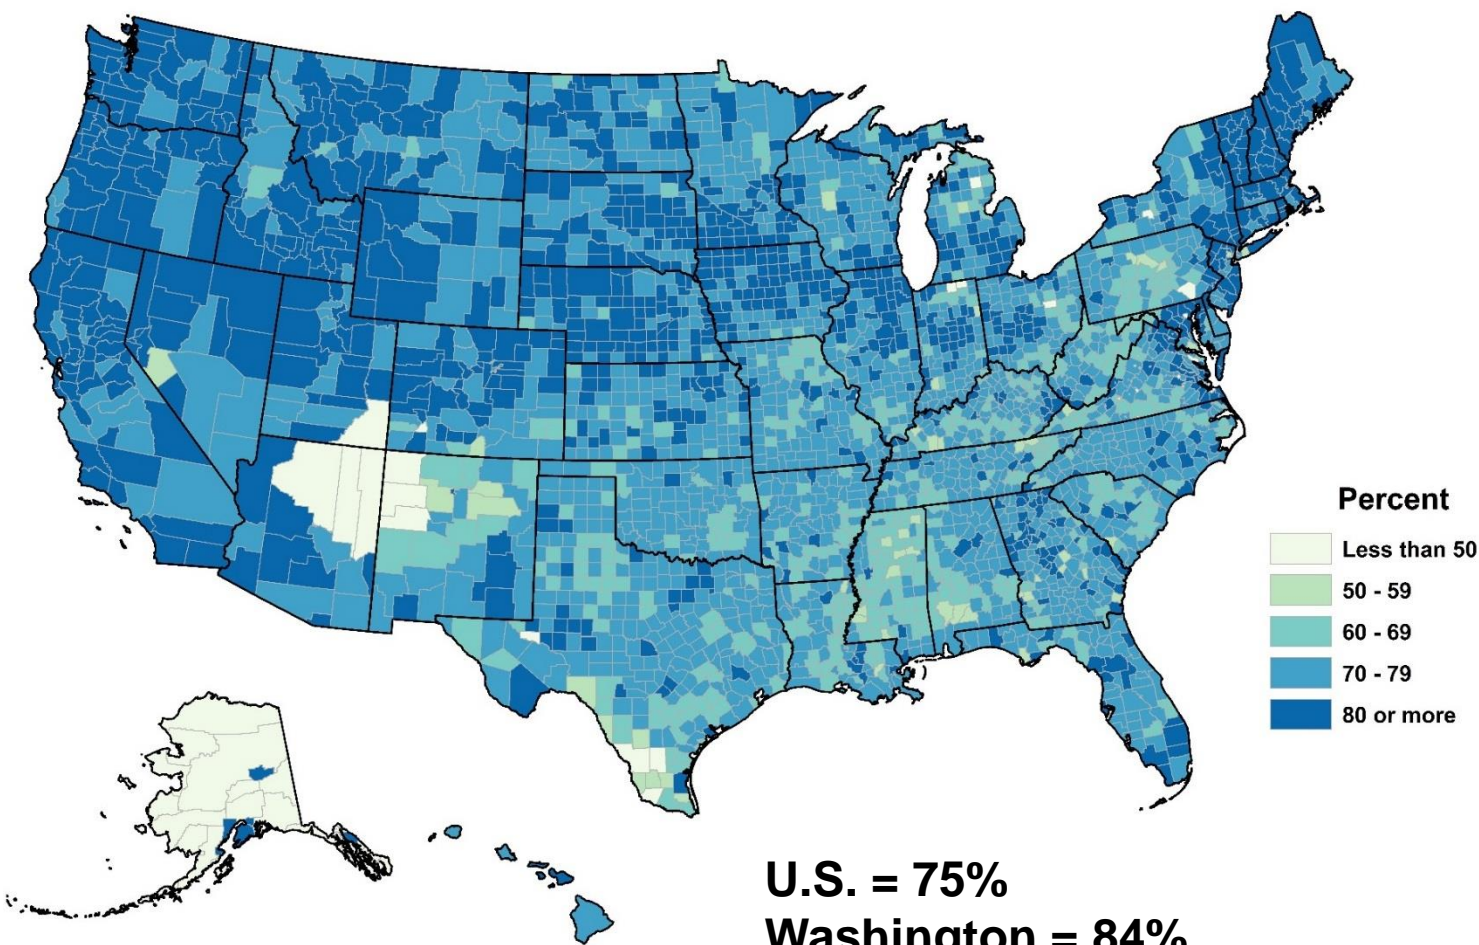 Percent
Less than 50
50 - 59
60 - 69
70 - 79
80 or more
U.S. = 75%
Washington = 84%